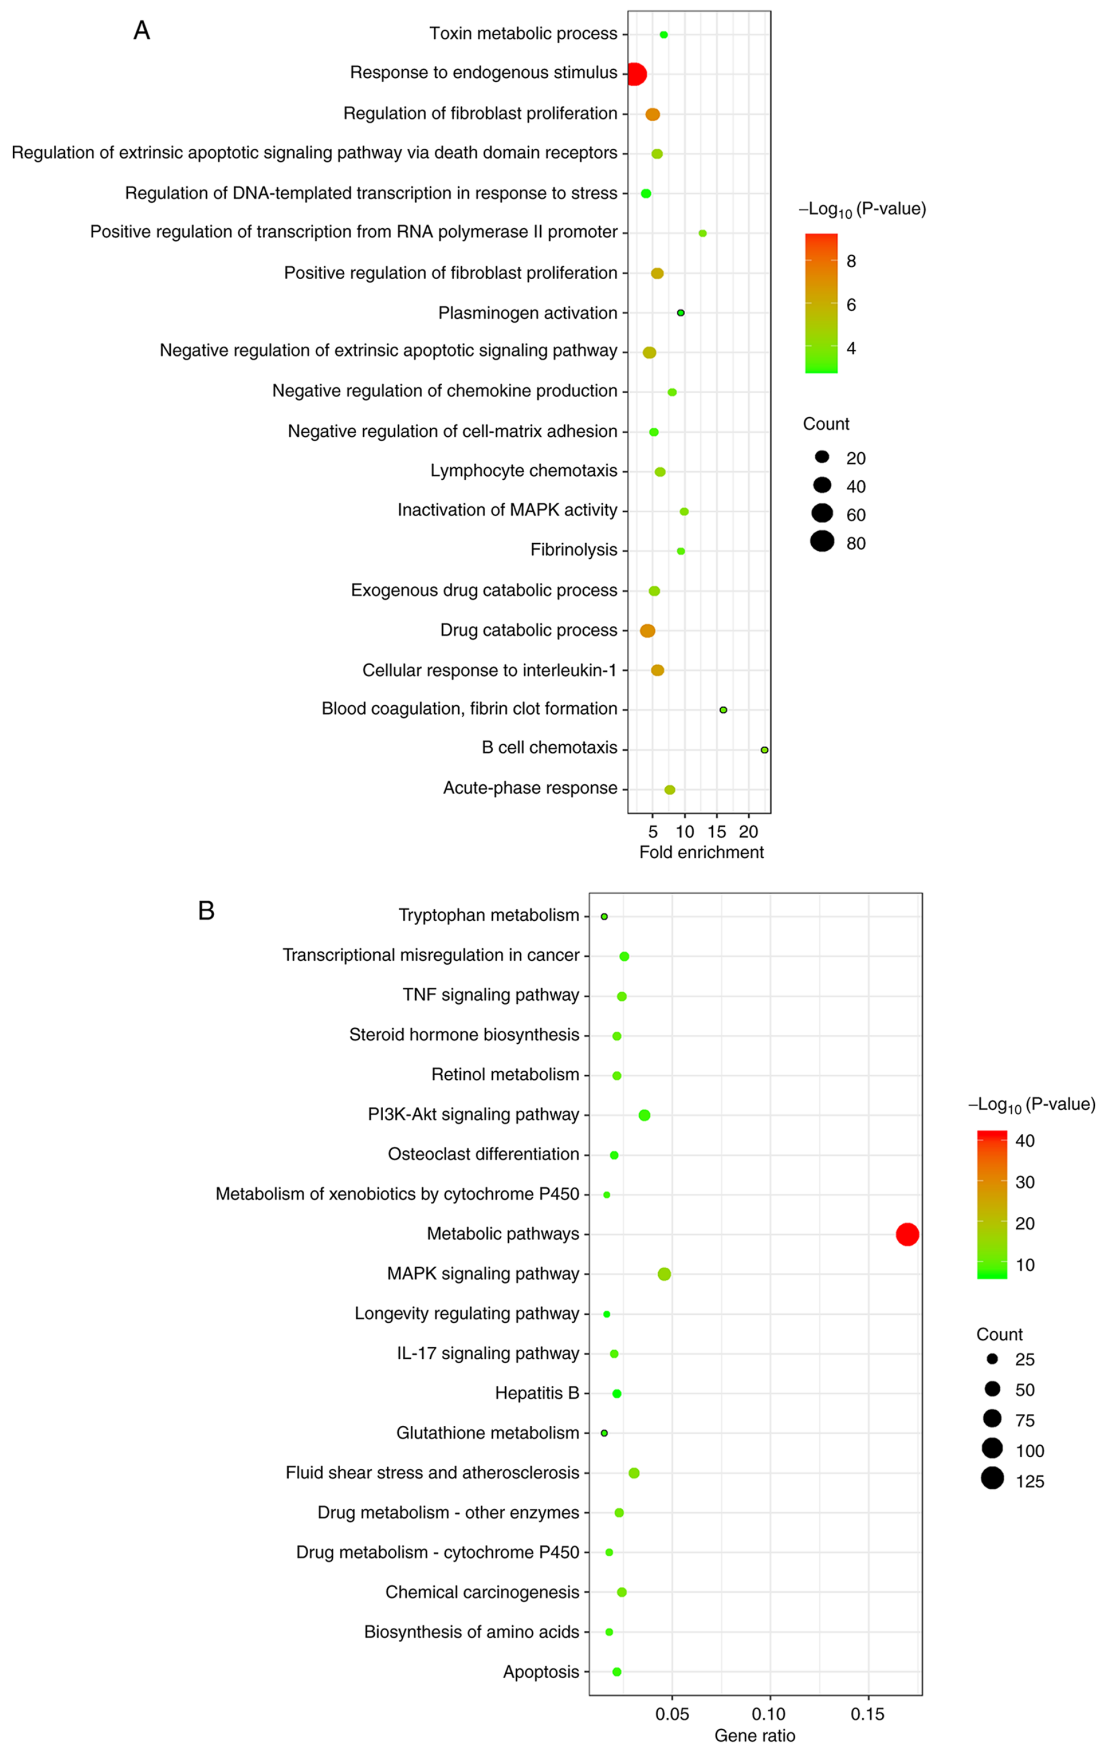 A
Toxin metabolic process
Response to endogenous stimulus
Regulation of fibroblast proliferation
Regulation of extrinsic apoptotic signaling pathway via death domain receptors
Regulation of DNA-templated transcription in response to stress
Positive regulation of transcription from RNA polymerase II promoter
Positive regulation of fibroblast proliferation
Plasminogen activation
Negative regulation of extrinsic apoptotic signaling pathway
Negative regulation of chemokine production
Negative regulation of cell-matrix adhesion
Lymphocyte chemotaxis
Inactivation of MAPK activity
Fibrinolysis
Exogenous drug catabolic process
Drug catabolic process
Cellular response to interleukin-1
Blood coagulation, fibrin clot formation
B cell chemotaxis
Acute-phase response
5 10 15 20
Fold enrichment
–Log10 (P-value)
8
6
4
Count
20
40
60
80
B
Tryptophan metabolism
Transcriptional misregulation in cancer
TNF signaling pathway
Steroid hormone biosynthesis
Retinol metabolism
PI3K-Akt signaling pathway
Osteoclast differentiation
Metabolism of xenobiotics by cytochrome P450
Metabolic pathways
MAPK signaling pathway
Longevity regulating pathway
IL-17 signaling pathway
Hepatitis B
Glutathione metabolism
Fluid shear stress and atherosclerosis
Drug metabolism - other enzymes
Drug metabolism - cytochrome P450
Chemical carcinogenesis
Biosynthesis of amino acids
Apoptosis
0.05 0.10 0.15
Gene ratio
–Log10 (P-value)
40
30
20
10
Count
25
50
75
100
125